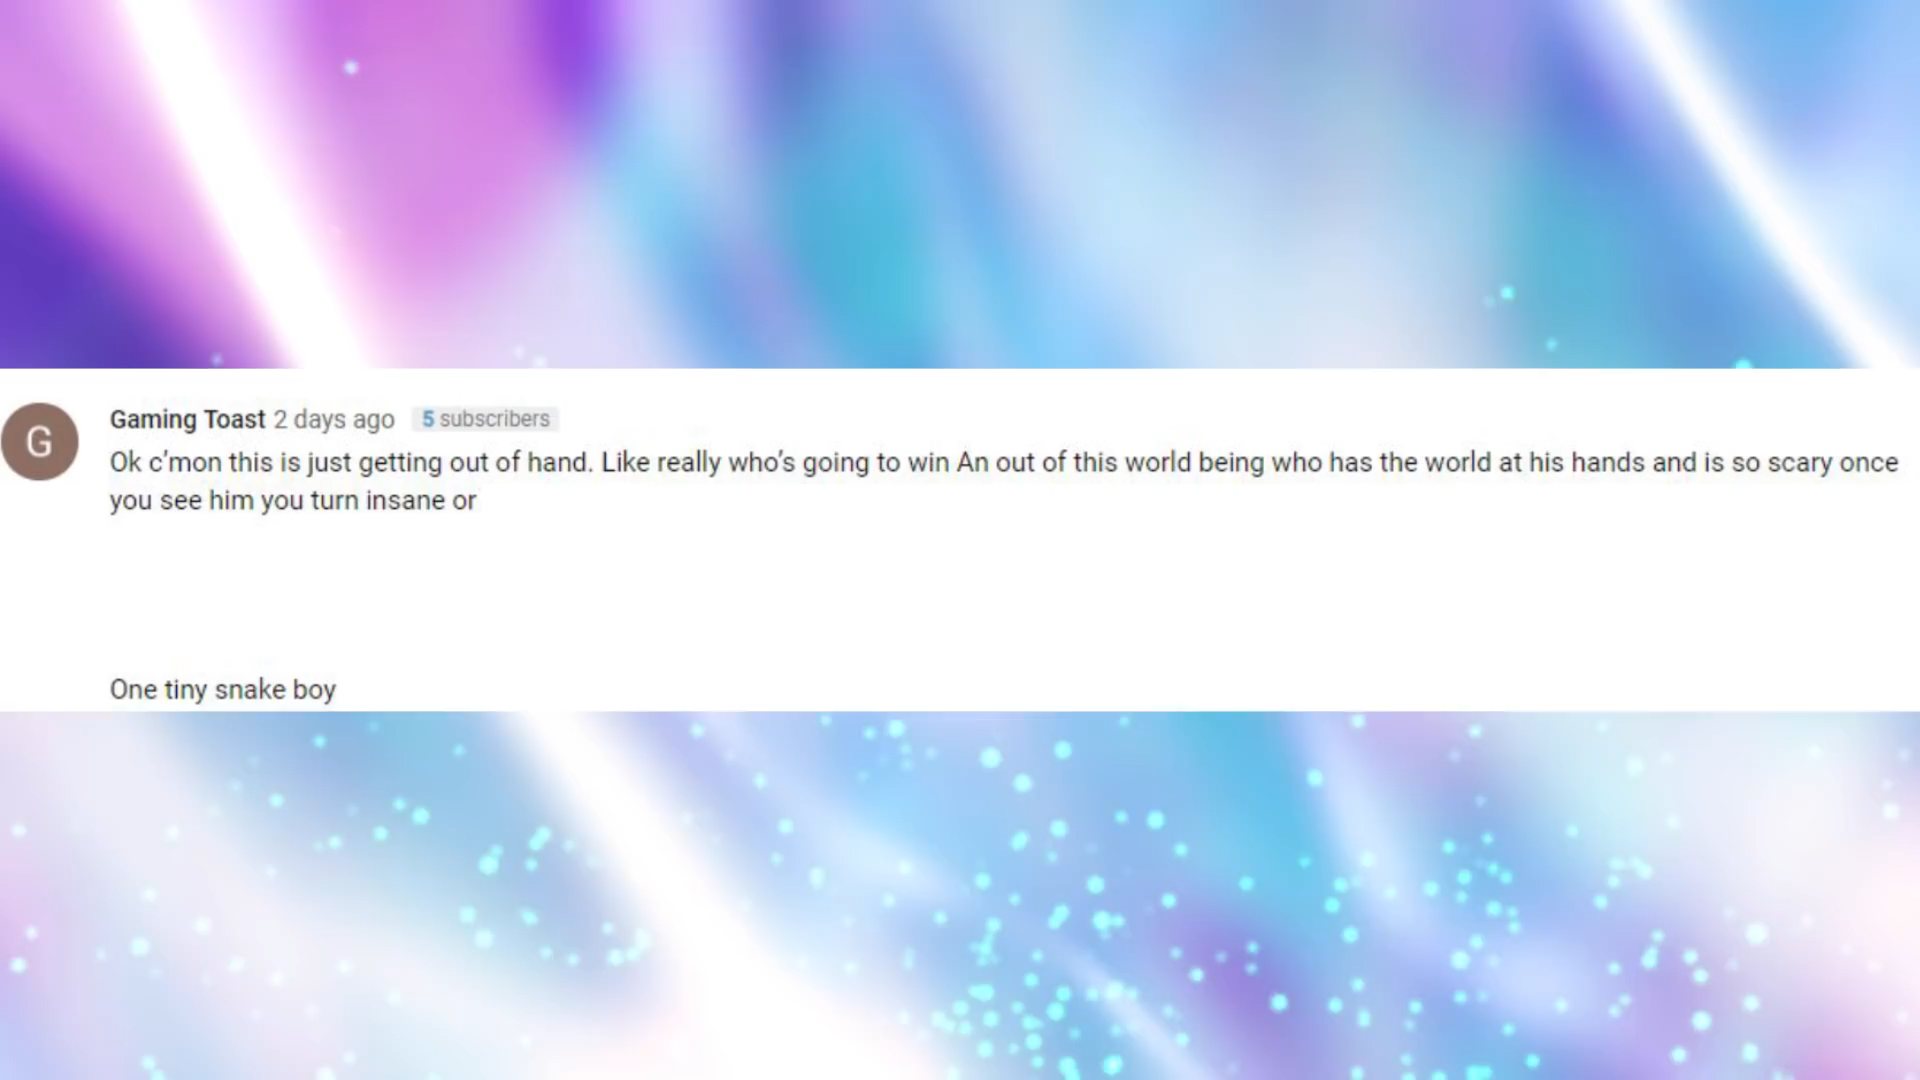 G
Gaming Toast 2 days ago 5 subscribers
Ok c'mon this is just getting out of hand. Like really who's going to win An out of this world being who has the world at his hands and is so scary once
you see him you turn insane or
One tiny snake boy